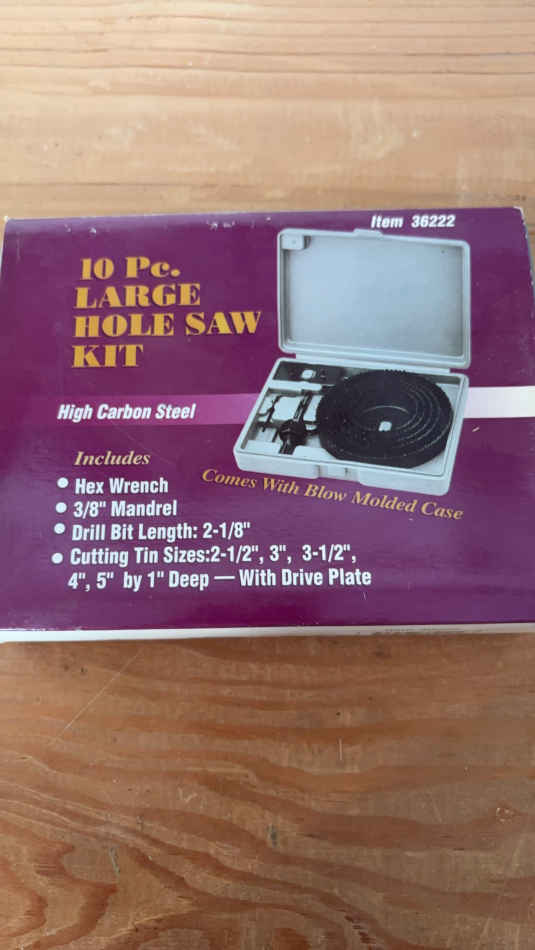 Item 36222
10 Pc.
LARGE
HOLE SAW
KIT
High Carbon Steel
Includes
Comes With Blow Molded Case
• Hex Wrench
• 3/8" Mandrel
• Drill Bit Length: 2-1/8"
• Cutting Tin Sizes:2-1/2", 3", 3-1/2",
4", 5" by 1" Deep — With Drive Plate